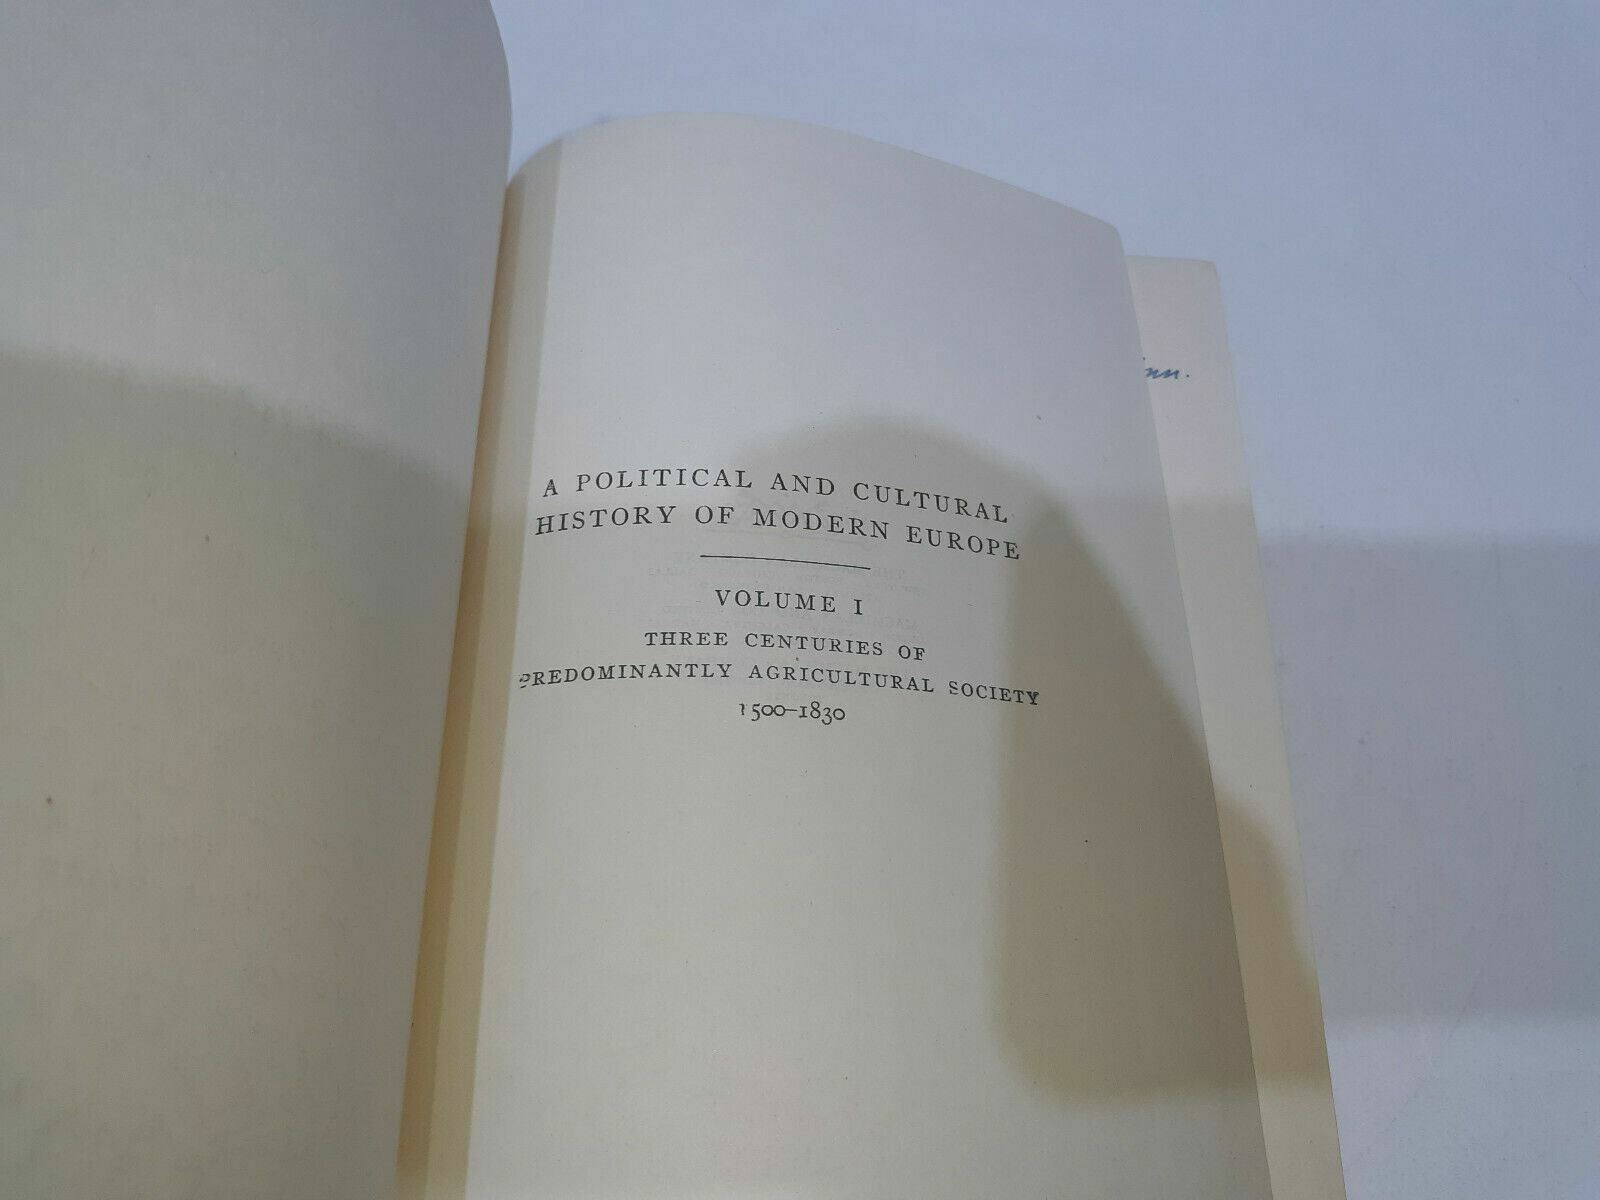 A POLITICAL AND CULTURAL
HISTORY OF MODERN EUROPE
VOLUME I
THREE CENTURIES OF
PREDOMINANTLY AGRICULTURAL SOCIETY
1500–1830